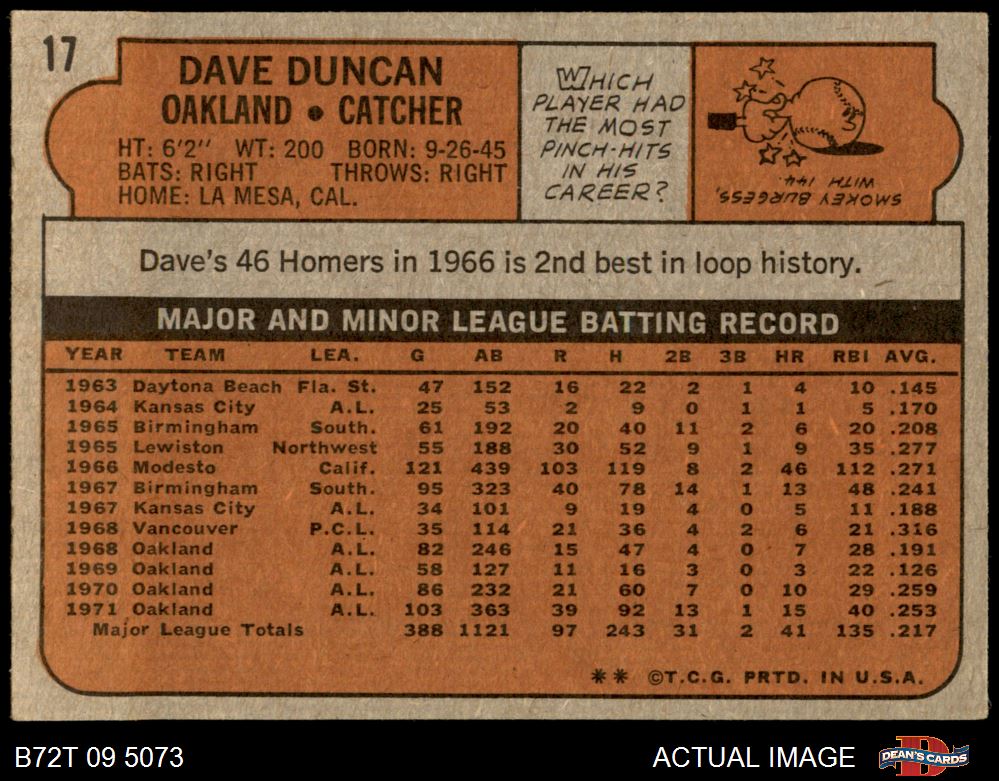 17
DAVE DUNCAN
OAKLAND • CATCHER
HT: 6'2" WT: 200 BORN: 9-26-45
BATS: RIGHT THROWS: RIGHT
HOME: LA MESA, CAL.
WHICH
PLAYER HAD
THE MOST
PINCH-HITS
IN HIS
CAREER?
SMOKEY BURGESS,
WITH 144.
Dave's 46 Homers in 1966 is 2nd best in loop history.
MAJOR AND MINOR LEAGUE BATTING RECORD
YEAR TEAM LEA. G AB R H 2B 3B HR RBI AVG.
1963 Daytona Beach Fla. St. 47 152 16 22 2 1 4 10 .145
1964 Kansas City A.L. 25 53 2 9 0 1 1 5 .170
1965 Birmingham South. 61 192 20 40 11 2 6 20 .208
1965 Lewiston Northwest 55 188 30 52 9 1 9 35 .277
1966 Modesto Calif. 121 439 103 119 8 2 46 112 .271
1967 Birmingham South. 95 323 40 78 14 1 13 48 .241
1967 Kansas City A.L. 34 101 9 19 4 0 5 11 .188
1968 Vancouver P.C.L. 35 114 21 36 4 2 6 21 .316
1968 Oakland A.L. 82 246 15 47 4 0 7 28 .191
1969 Oakland A.L. 58 127 11 16 3 0 3 22 .126
1970 Oakland A.L. 86 232 21 60 7 0 10 29 .259
1971 Oakland A.L. 103 363 39 92 13 1 15 40 .253
Major League Totals 388 1121 97 243 31 2 41 135 .217
** ©T.C.G. PRTD. IN U.S.A.
B72T 09 5073 ACTUAL IMAGE DEAN'S CARDS